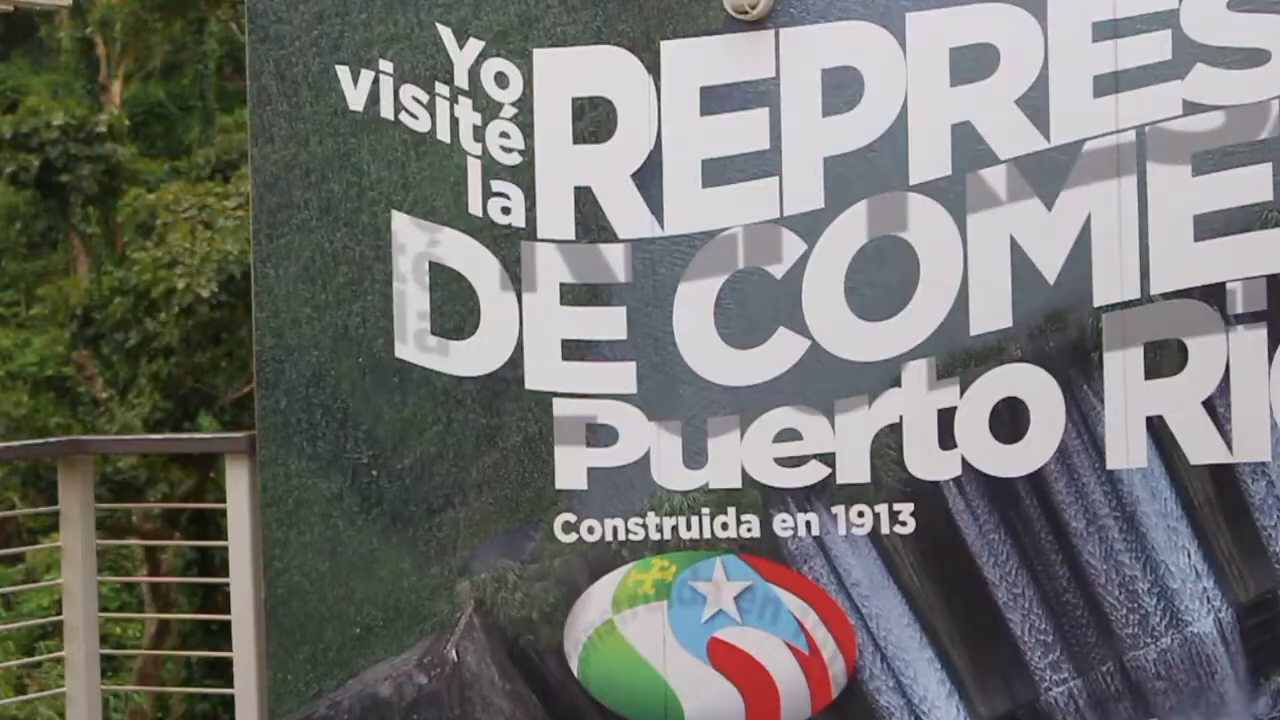 Yo
visité
la
REPRES
DE COME
Puerto Ri
Construida en 1913